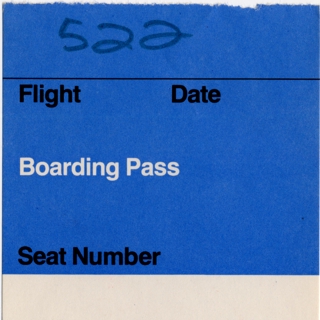 522
Flight Date
Boarding Pass
Seat Number